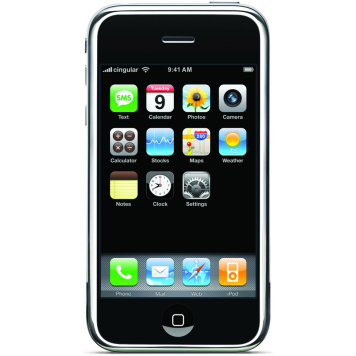 cingular 9:41 AM
SMS Tuesday 9 280
Text Calendar Photos Camera
Calculator Stocks Maps Weather
Notes Clock Settings
Phone Mail Web iPod